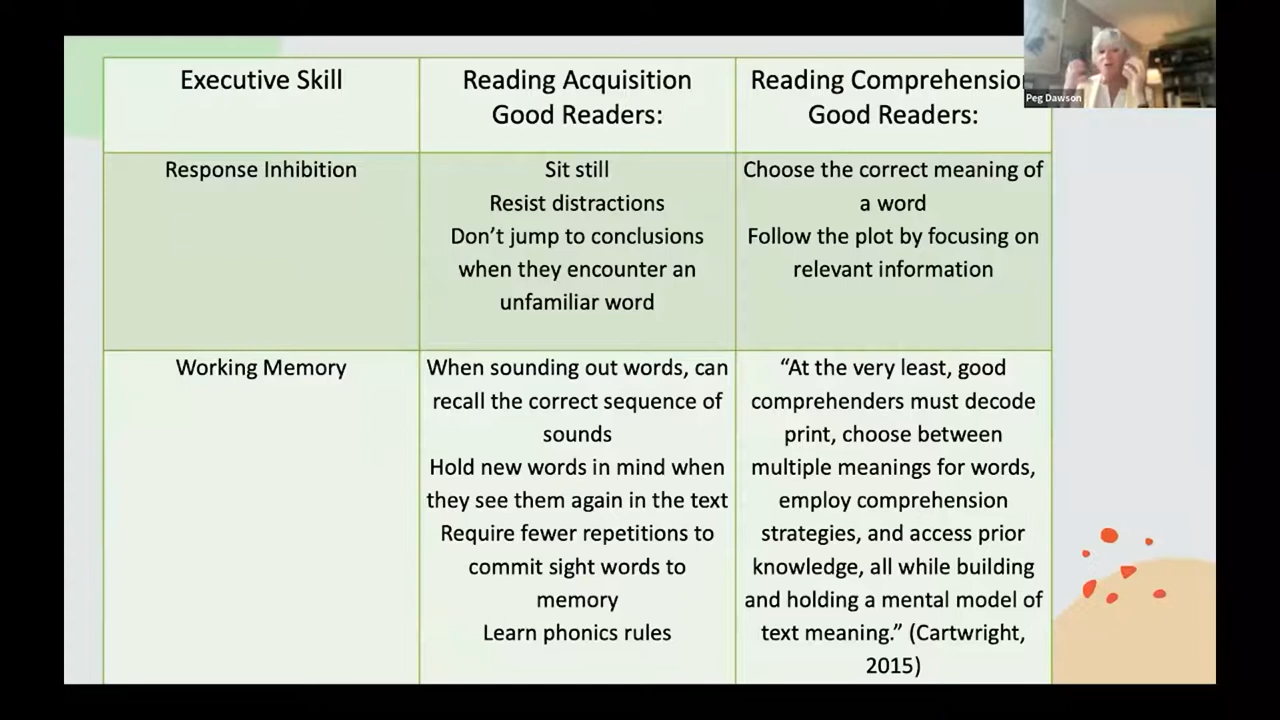 Executive Skill
Reading Acquisition
Good Readers:
Reading Comprehension
Good Readers:
Peg Dawson
Response Inhibition
Sit still
Resist distractions
Don’t jump to conclusions
when they encounter an
unfamiliar word
Choose the correct meaning of
a word
Follow the plot by focusing on
relevant information
Working Memory
When sounding out words, can
recall the correct sequence of
sounds
Hold new words in mind when
they see them again in the text
Require fewer repetitions to
commit sight words to
memory
Learn phonics rules
“At the very least, good
comprehenders must decode
print, choose between
multiple meanings for words,
employ comprehension
strategies, and access prior
knowledge, all while building
and holding a mental model of
text meaning.” (Cartwright,
2015)